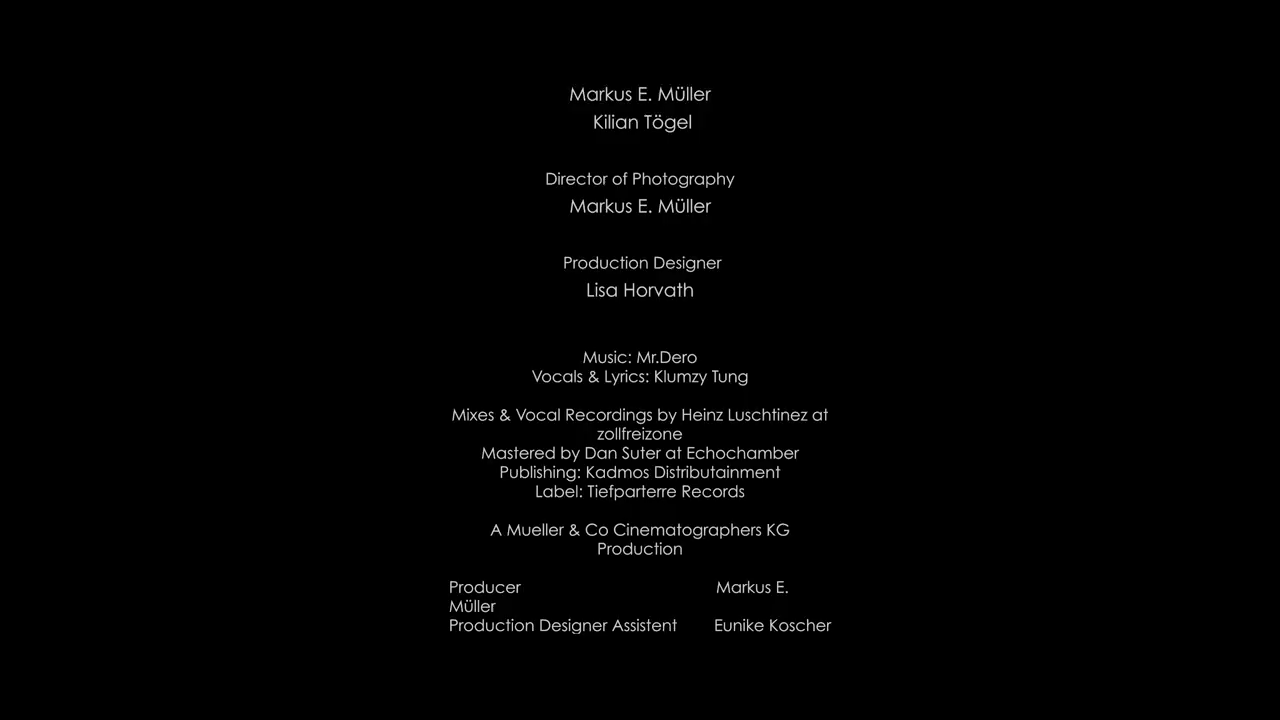 Markus E. Müller
Kilian Tögel
Director of Photography
Markus E. Müller
Production Designer
Lisa Horvath
Music: Mr.Dero
Vocals & Lyrics: Klumzy Tung
Mixes & Vocal Recordings by Heinz Luschtinez at
zollfreizone
Mastered by Dan Suter at Echochamber
Publishing: Kadmos Distributainment
Label: Tiefparterre Records
A Mueller & Co Cinematographers KG
Production
Producer Markus E.
Müller
Production Designer Assistent Eunike Koscher